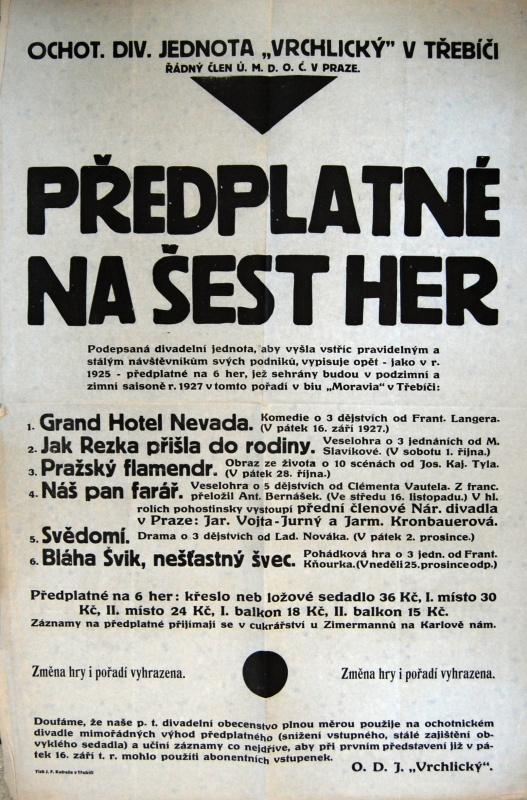 OCHOT. DIV. JEDNOTA „VRCHLICKÝ" V TŘEBÍČI
ŘÁDNÝ ČLEN Ú. M. D. O. Č. V PRAZE.
PŘEDPLATNÉ
NA ŠEST HER
Podepsaná divadelní jednota, aby vyšla vstříc pravidelným a
stálým návštěvníkům svých podniků, vypisuje opět - jako v r.
1925 - předplatné na 6 her, jež sehrány budou v podzimní a
zimní saisoně r. 1927 v tomto pořadí v biu „Moravia" v Třebíči:
1. Grand Hotel Nevada. Komedie o 3 dějstvích od Frant. Langera.
(V pátek 16. září 1927.)
2. Jak Rezka přišla do rodiny. Veselohra o 3 jednáních od M.
Slavíkové. (V sobotu 1. října.)
3. Pražský flamendr. Obraz ze života o 10 scénách od Jos. Kaj. Tyla.
(V pátek 28. října.)
4. Náš pan farář. Veselohra o 5 dějstvích od Clémenta Vautela. Z franc.
přeložil Ant. Bernášek. (Ve středu 16. listopadu.) V hl.
rolích pohostinsky vystoupí přední členové Nár. divadla
v Praze: Jar. Vojta-Jurný a Jarm. Kronbauerová.
5. Svědomí. Drama o 3 dějstvích od Lad. Nováka. (V pátek 2. prosince.)
6. Bláha Švik, nešťastný švec. Pohádková hra o 3 jedn. od Frant.
Kňourka. (V neděli 25. prosince odp.)
Předplatné na 6 her: křeslo neb ložové sedadlo 36 Kč, I. místo 30
Kč, II. místo 24 Kč, I. balkon 18 Kč, II. balkon 15 Kč.
Záznamy na předplatné přijímají se v cukrářství u Zimermannů na Karlově nám.
Změna hry i pořadí vyhrazena. Změna hry i pořadí vyhrazena.
Doufáme, že naše p. t. divadelní obecenstvo plnou měrou použije na ochotnickém
divadle mimořádných výhod předplatného (snížení vstupného, stálé zajištění ob-
vyklého sedadla) a učiní záznamy co nejdříve, aby při prvním představení již v pá-
tek 16. září t. r. mohlo použíti abonentních vstupenek.
O. D. J. „Vrchlický".
Tisk J. F. Kubeše v Třebíči